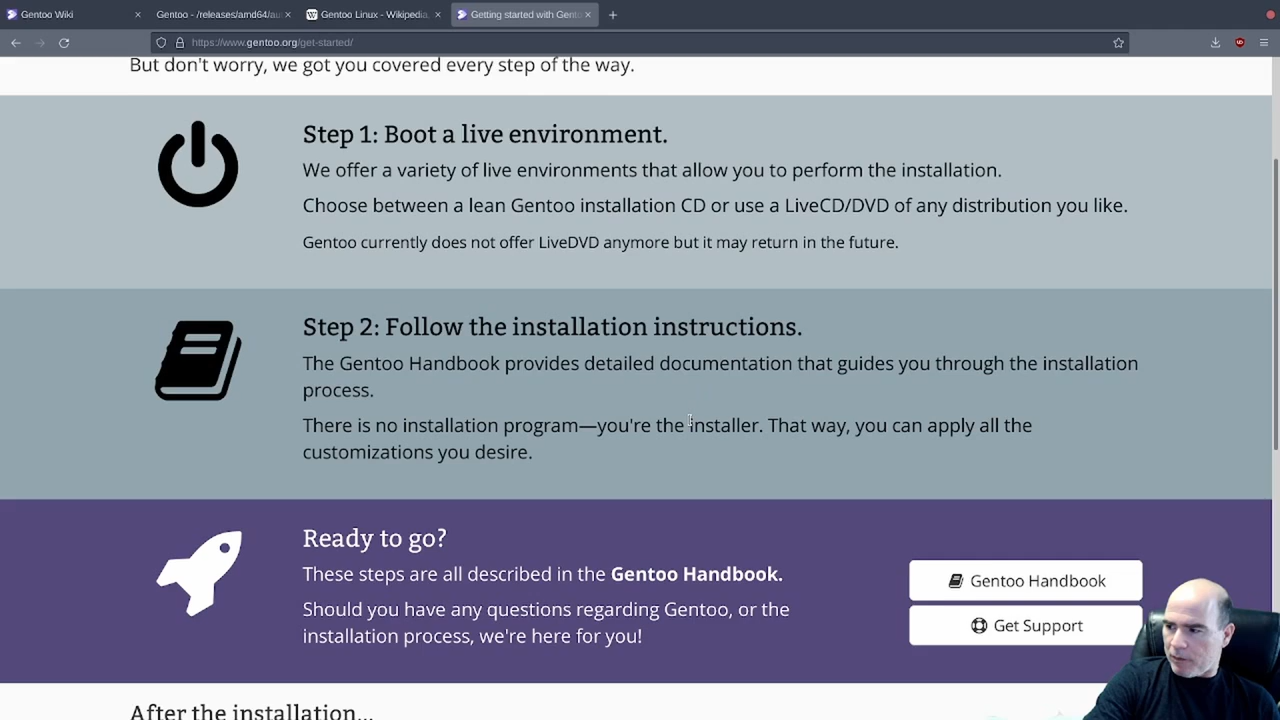 Gentoo Wiki
Gentoo - /releases/amd64/au
Gentoo Linux - Wikipedia
Getting started with Gento
https://www.gentoo.org/get-started/
But don't worry, we got you covered every step of the way.
Step 1: Boot a live environment.
We offer a variety of live environments that allow you to perform the installation.
Choose between a lean Gentoo installation CD or use a LiveCD/DVD of any distribution you like.
Gentoo currently does not offer LiveDVD anymore but it may return in the future.
Step 2: Follow the installation instructions.
The Gentoo Handbook provides detailed documentation that guides you through the installation
process.
There is no installation program—you're the installer. That way, you can apply all the
customizations you desire.
Ready to go?
These steps are all described in the Gentoo Handbook.
Should you have any questions regarding Gentoo, or the
installation process, we're here for you!
Gentoo Handbook
Get Support
After the installation...